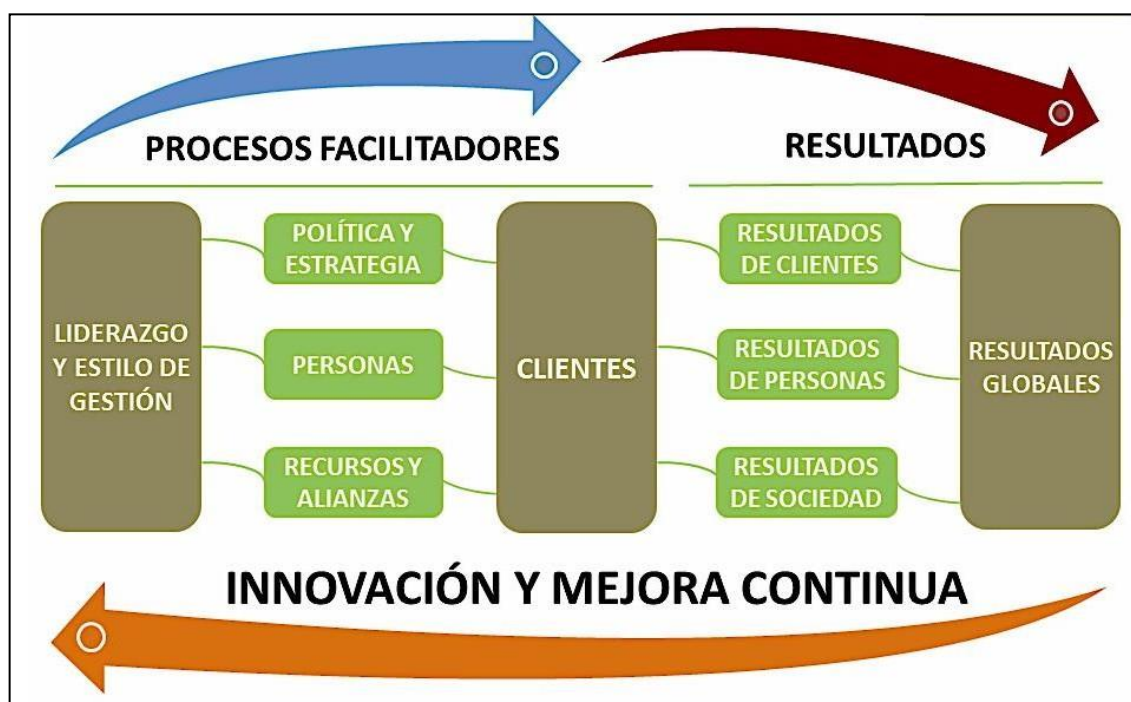 PROCESOS FACILITADORES
RESULTADOS
LIDERAZGO
Y ESTILO DE
GESTIÓN
POLÍTICA Y
ESTRATEGIA
PERSONAS
RECURSOS Y
ALIANZAS
CLIENTES
RESULTADOS
DE CLIENTES
RESULTADOS
DE PERSONAS
RESULTADOS
DE SOCIEDAD
RESULTADOS
GLOBALES
INNOVACIÓN Y MEJORA CONTINUA